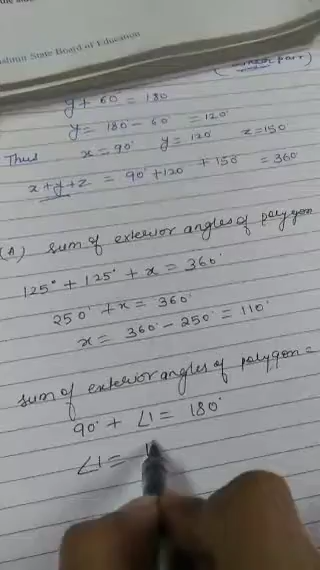 State Board of Education
y + 60° = 180
y = 180° - 60° = 120°
Thus x = 90° y = 120° z = 150°
x + y + z = 90° + 120 + 150° = 360°
(A) sum of exterior angles of polygon
125° + 125° + x = 360°
250° + x = 360°
x = 360° - 250° = 110°
sum of exterior angles of polygon =
90° + ∠1 = 180°
∠1 = 1